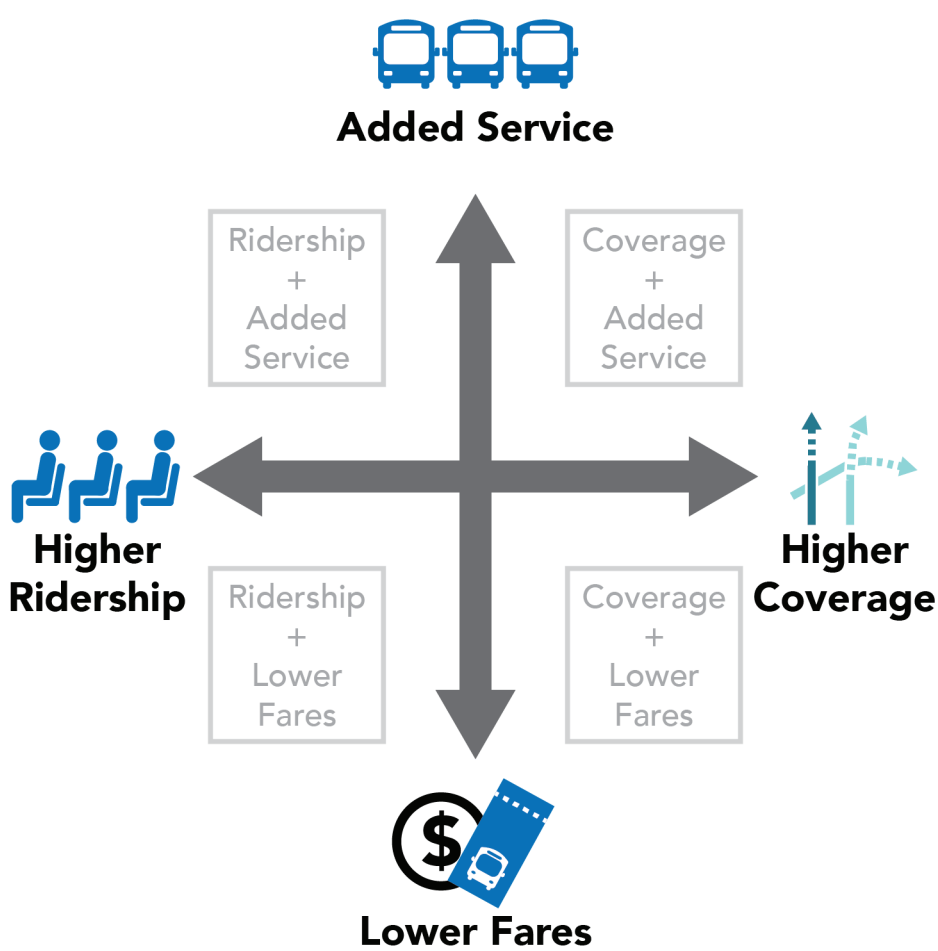 Added Service
Ridership
+
Added
Service
Coverage
+
Added
Service
Higher
Ridership
Higher
Coverage
Ridership
+
Lower
Fares
Coverage
+
Lower
Fares
$
Lower Fares